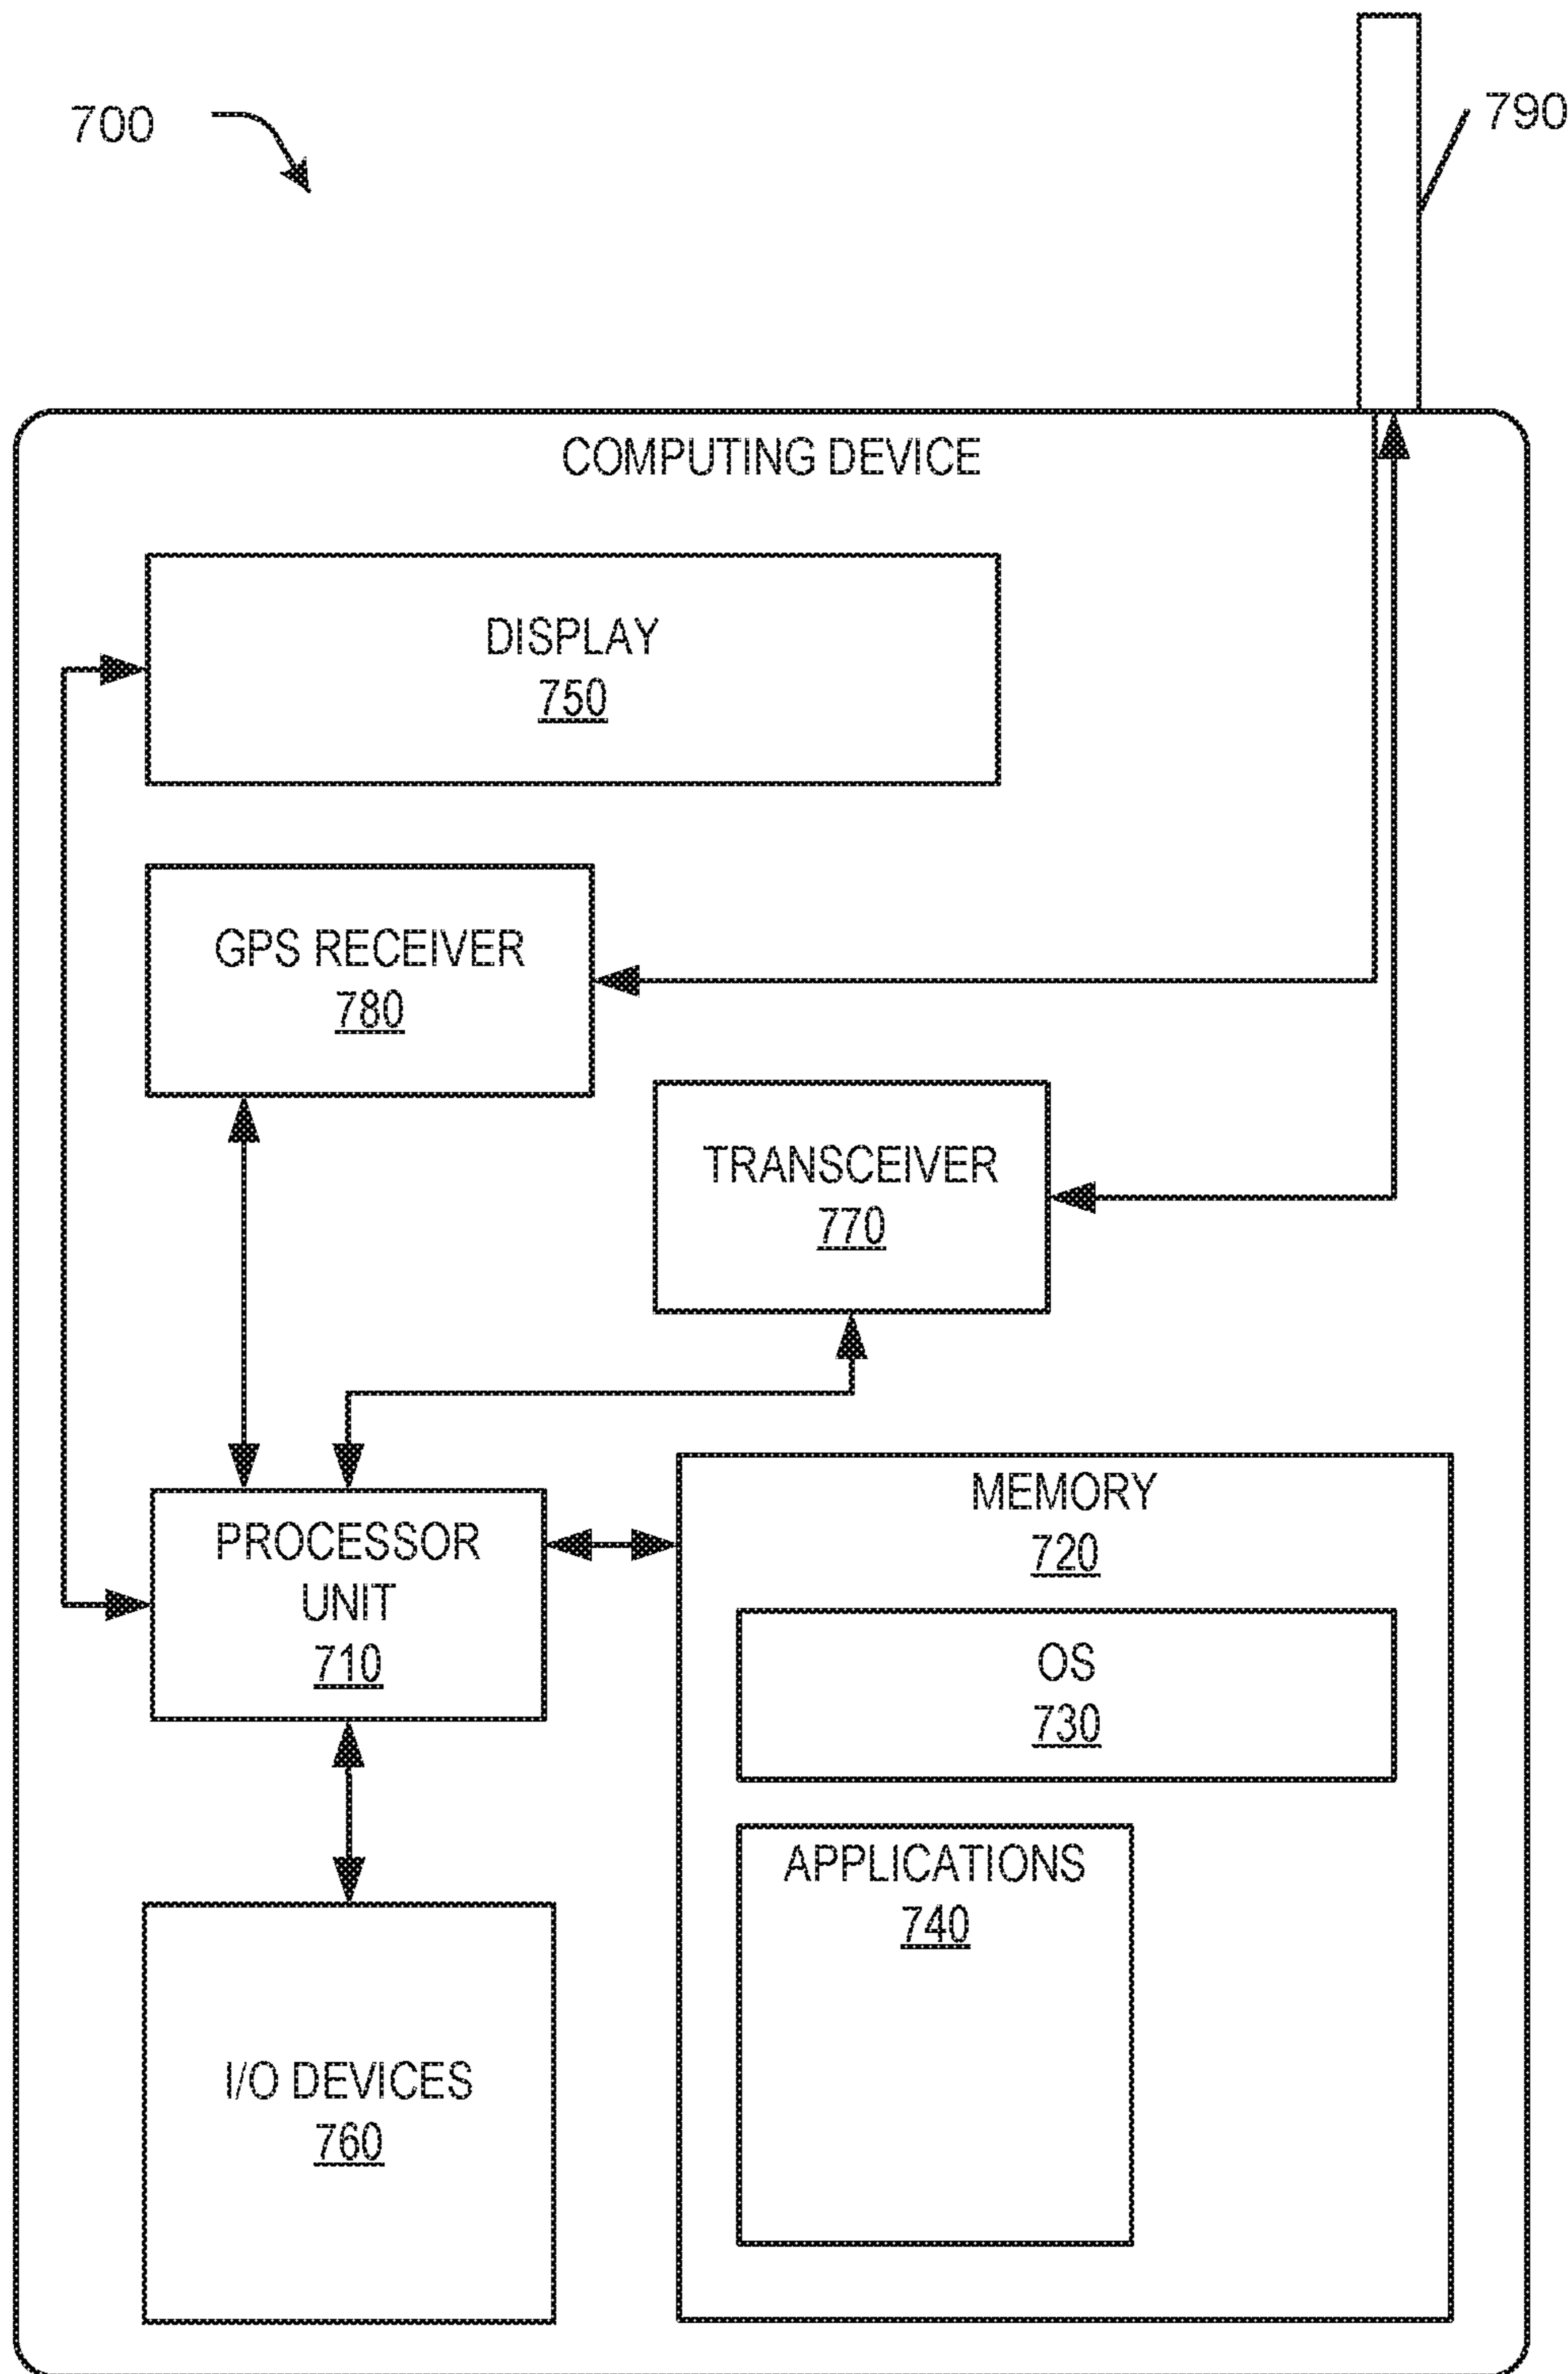 700
790
COMPUTING DEVICE
DISPLAY
750
GPS RECEIVER
780
TRANSCEIVER
770
PROCESSOR
UNIT
710
MEMORY
720
OS
730
APPLICATIONS
740
I/O DEVICES
760